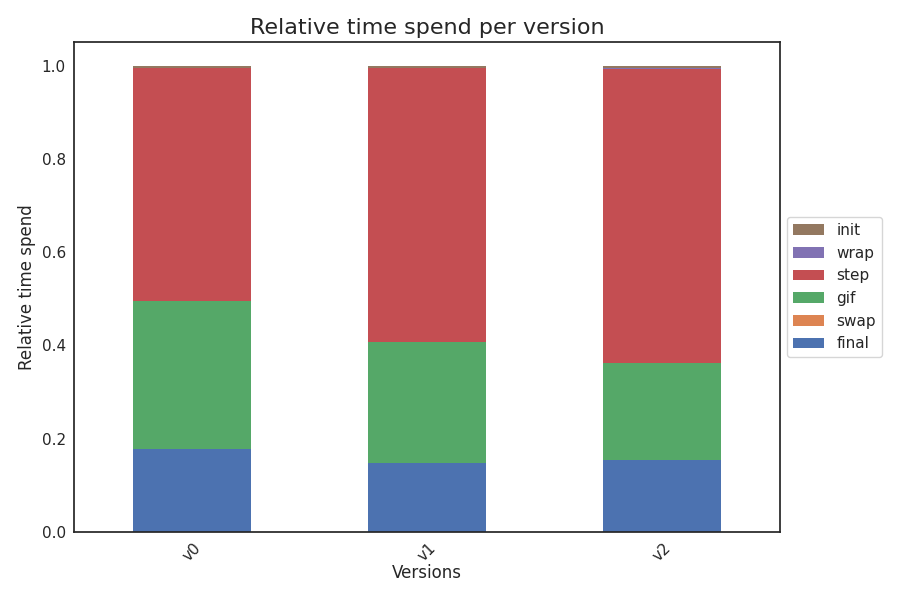 Relative time spend per version
1.0
0.8
0.6
0.4
0.2
0.0
Relative time spend
v0
v1
v2
Versions
init
wrap
step
gif
swap
final